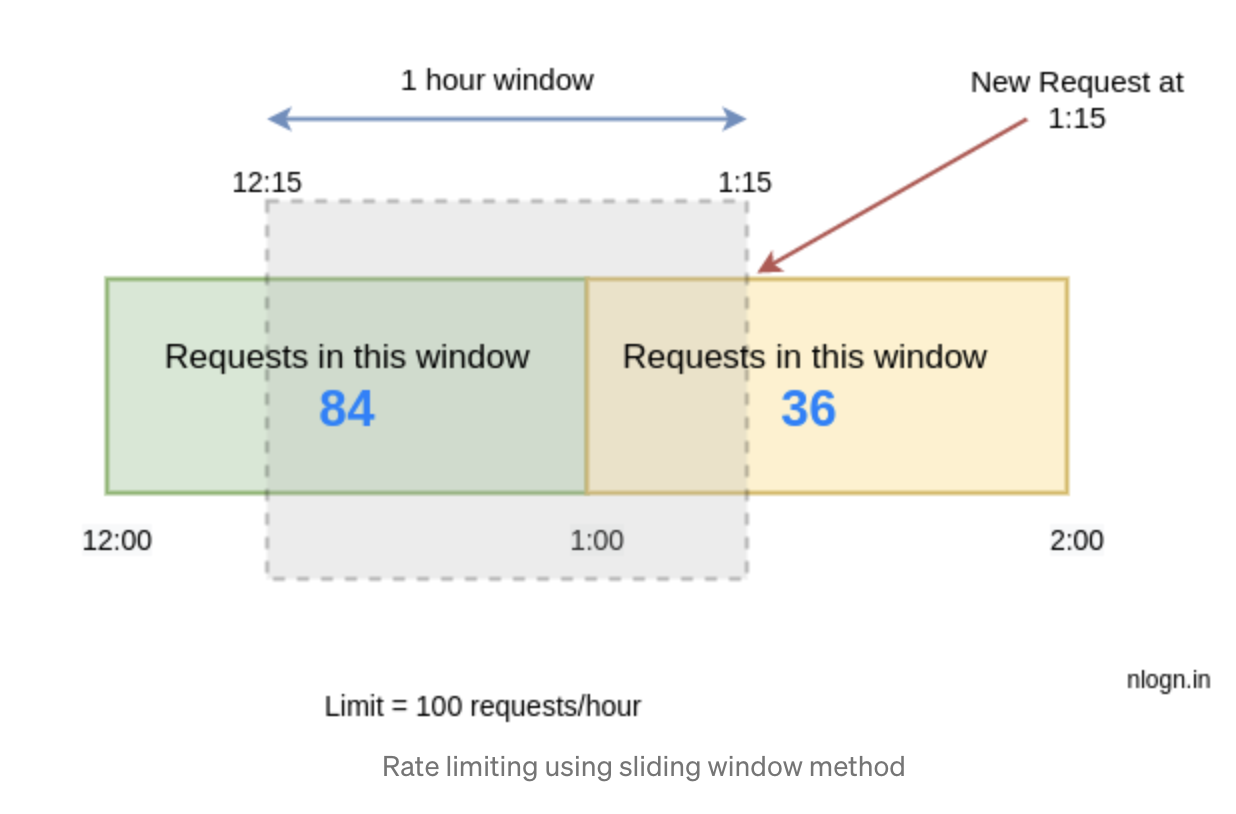 1 hour window
New Request at
1:15
12:15
1:15
Requests in this window
84
Requests in this window
36
12:00
1:00
2:00
nlogn.in
Limit = 100 requests/hour
Rate limiting using sliding window method